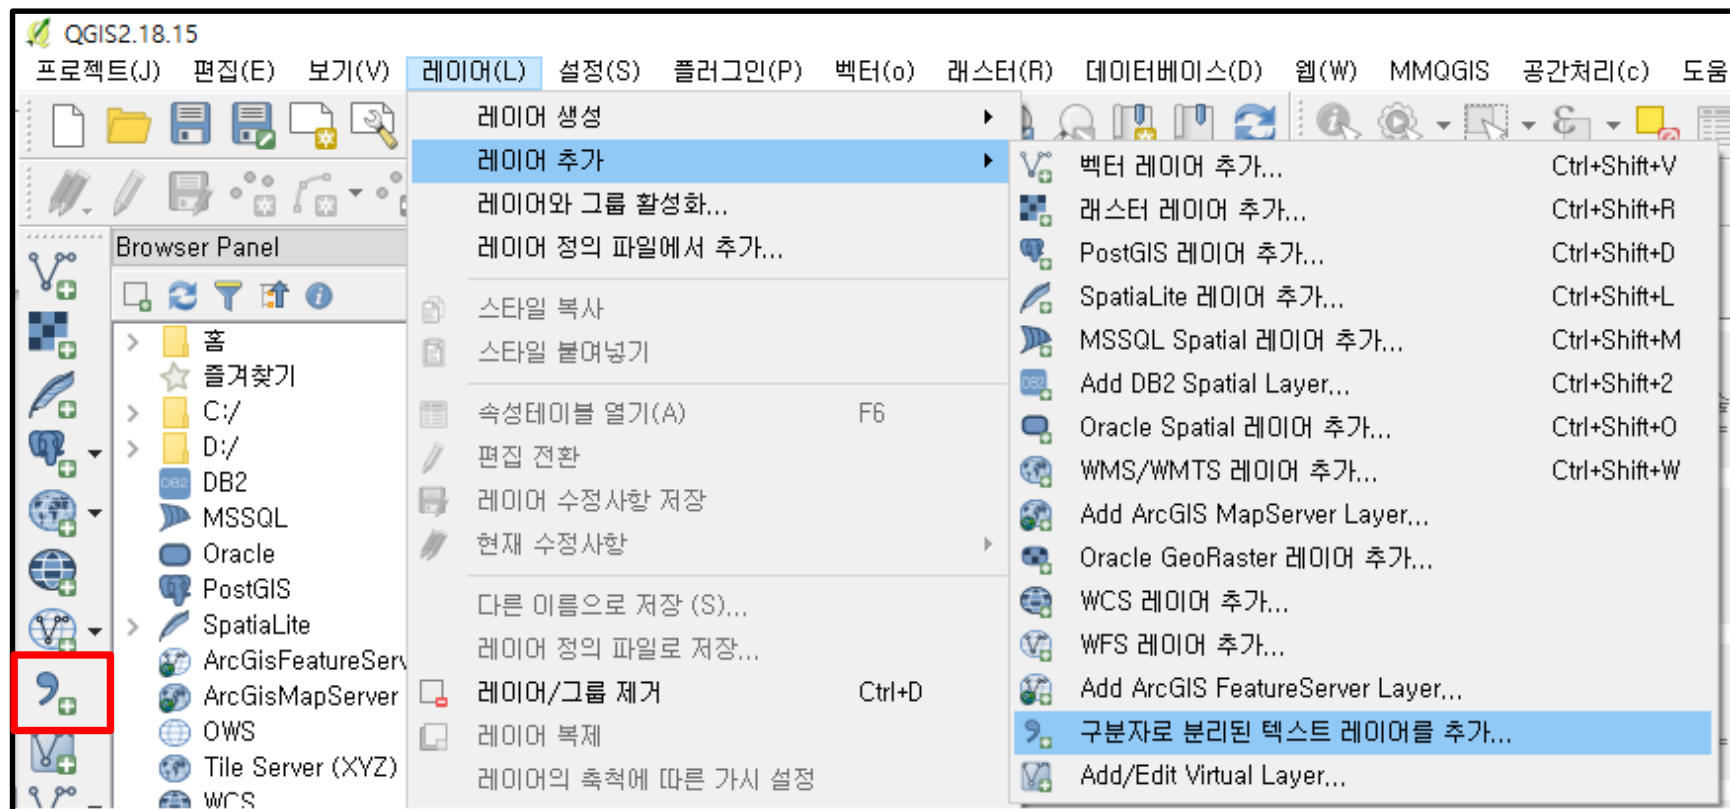 QGIS2.18.15
프로젝트(J) 편집(E) 보기(V) 레이어(L) 설정(S) 플러그인(P) 벡터(o) 래스터(R) 데이터베이스(D) 웹(W) MMQGIS 공간처리(c) 도움
레이어 생성
레이어 추가
레이어와 그룹 활성화...
레이어 정의 파일에서 추가...
스타일 복사
스타일 붙여넣기
속성테이블 열기(A) F6
편집 전환
레이어 수정사항 저장
현재 수정사항
다른 이름으로 저장 (S)...
레이어 정의 파일로 저장...
레이어/그룹 제거 Ctrl+D
레이어 복제
레이어의 축척에 따른 가시 설정
벡터 레이어 추가... Ctrl+Shift+V
래스터 레이어 추가... Ctrl+Shift+R
PostGIS 레이어 추가... Ctrl+Shift+D
SpatiaLite 레이어 추가... Ctrl+Shift+L
MSSQL Spatial 레이어 추가... Ctrl+Shift+M
Add DB2 Spatial Layer... Ctrl+Shift+2
Oracle Spatial 레이어 추가... Ctrl+Shift+O
WMS/WMTS 레이어 추가... Ctrl+Shift+W
Add ArcGIS MapServer Layer...
Oracle GeoRaster 레이어 추가...
WCS 레이어 추가...
WFS 레이어 추가...
Add ArcGIS FeatureServer Layer...
구분자로 분리된 텍스트 레이어를 추가...
Add/Edit Virtual Layer...
Browser Panel
홈
즐겨찾기
C:/
D:/
DB2
MSSQL
Oracle
PostGIS
SpatiaLite
ArcGisFeatureServ
ArcGisMapServer
OWS
Tile Server (XYZ)
WCS